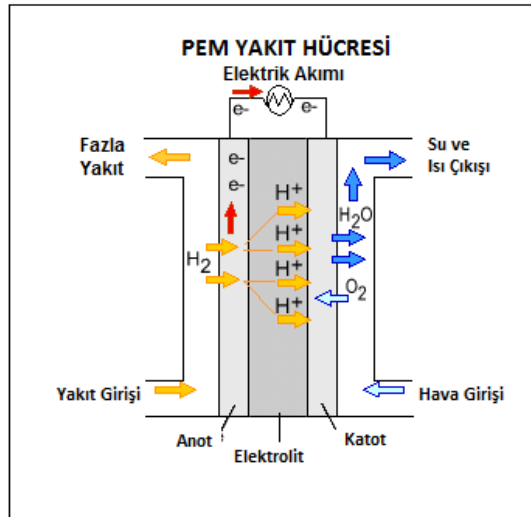 PEM YAKIT HÜCRESİ
Elektrik Akımı
e-
e-
Fazla
Yakıt
Su ve
Isı Çıkışı
e-
e-
H+
H2O
H+
H2
H+
O2
H+
Yakıt Girişi
Hava Girişi
Anot
Elektrolit
Katot